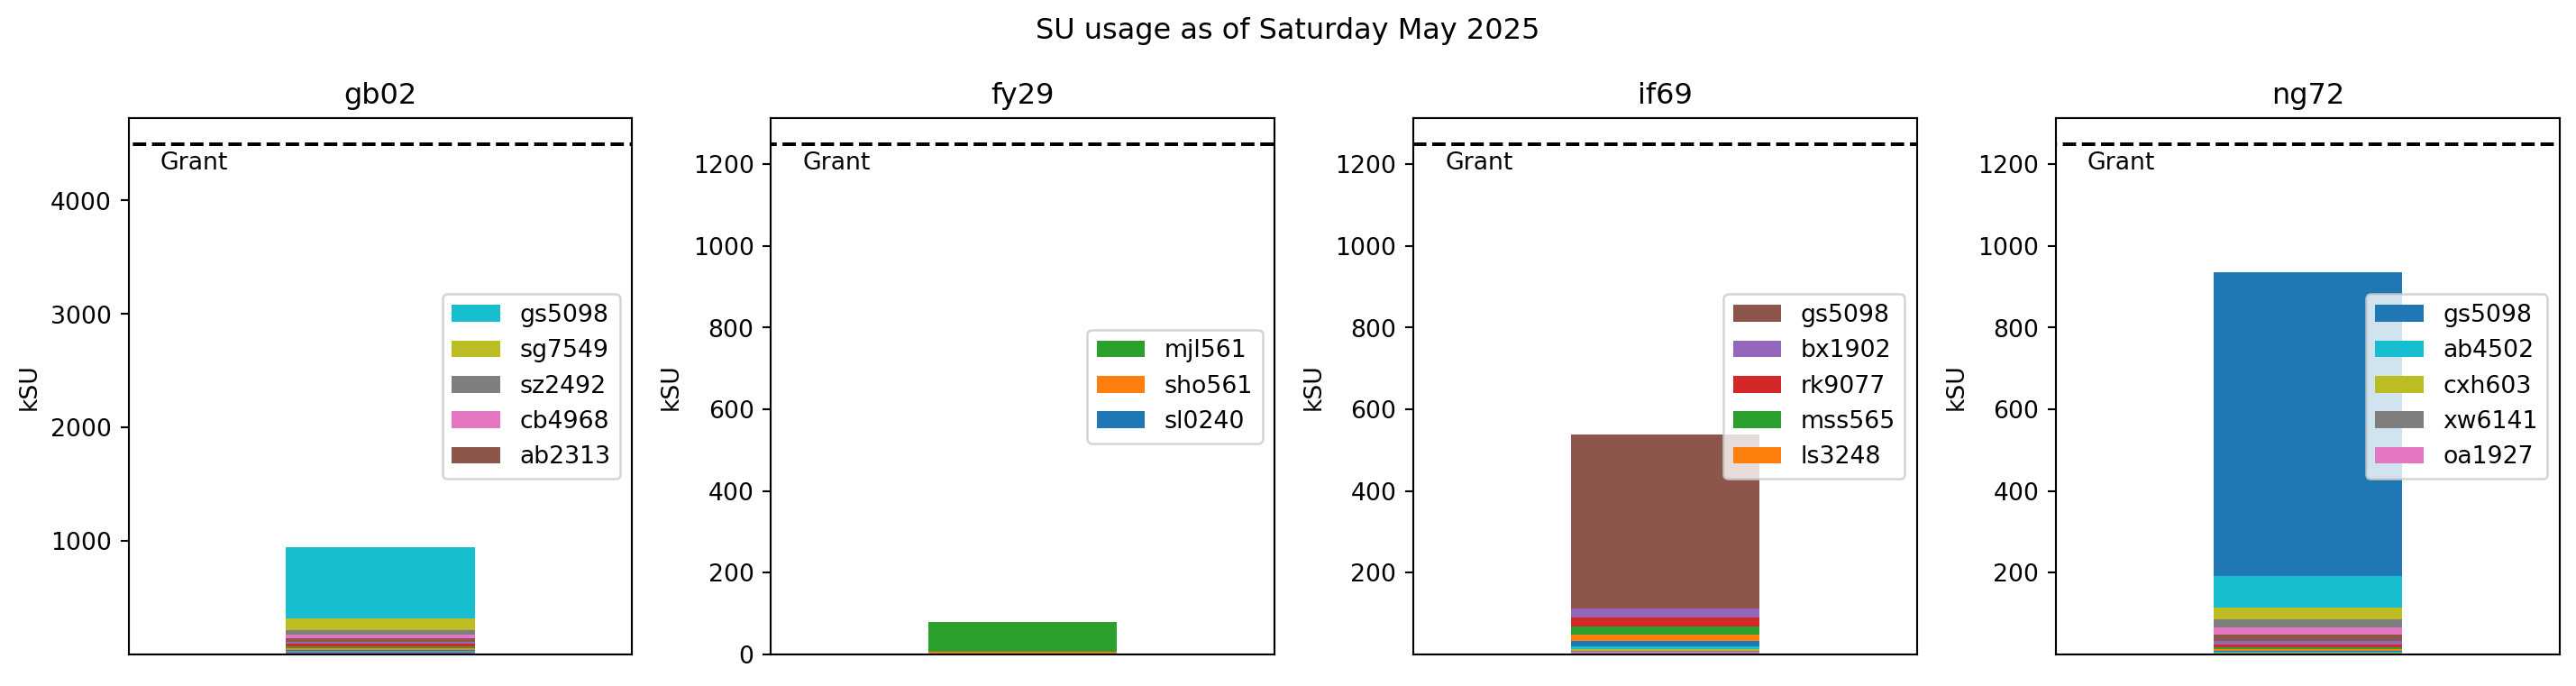 SU usage as of Saturday May 2025
gb02
Grant
4000
3000
2000
1000
kSU
gs5098
sg7549
sz2492
cb4968
ab2313
fy29
Grant
1200
1000
800
600
400
200
0
kSU
mjl561
sho561
sl0240
if69
Grant
1200
1000
800
600
400
200
kSU
gs5098
bx1902
rk9077
mss565
ls3248
ng72
Grant
1200
1000
800
600
400
200
kSU
gs5098
ab4502
cxh603
xw6141
oa1927